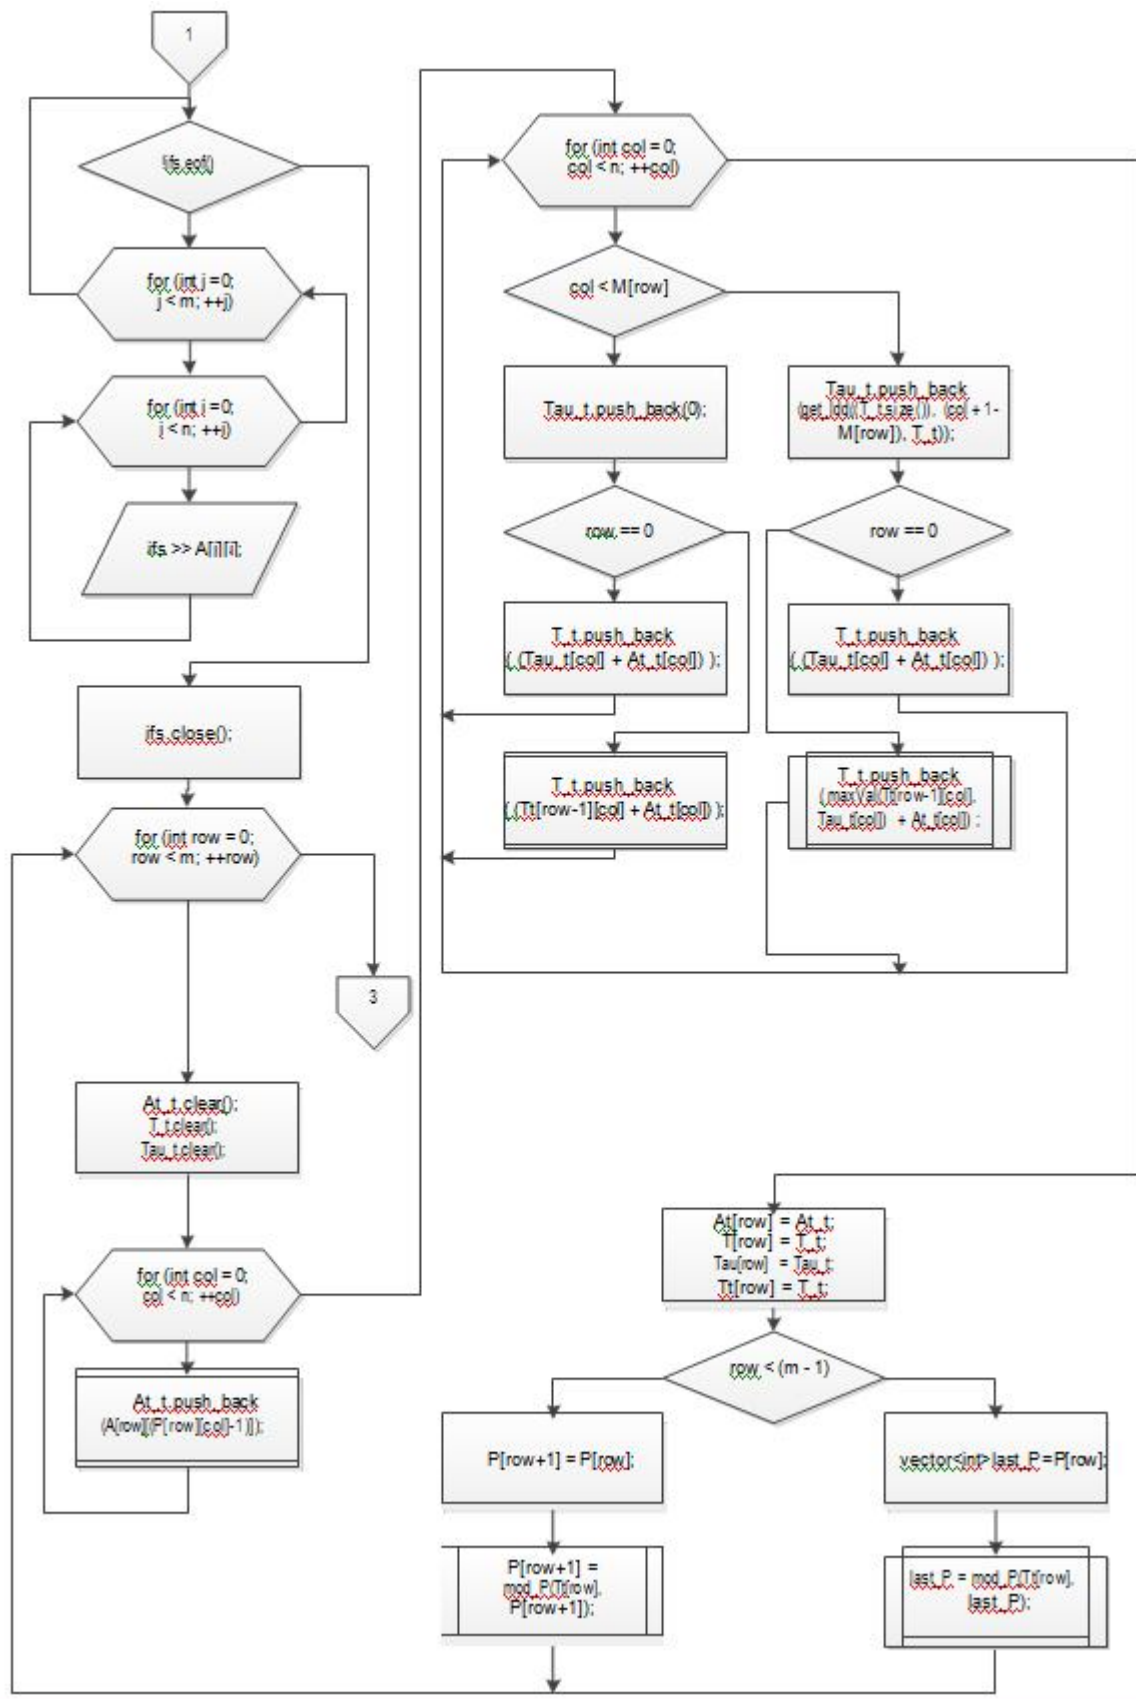 1
!ifs.eof()
for (int j = 0;
j < m; ++j)
for (int i = 0;
i < n; ++i)
ifs >> A[j][i];
ifs.close();
for (int row = 0;
row < m; ++row)
3
At_t.clear();
T_t.clear();
Tau_t.clear();
for (int col = 0;
col < n; ++col)
At_t.push_back
(A[row][(P[row][col]-1)]);
for (int col = 0;
col < n; ++col)
col < M[row]
Tau_t.push_back(0);
row == 0
T_t.push_back
( (Tau_t[col] + At_t[col]) );
T_t.push_back
( (Tt[row-1][col] + At_t[col]) );
Tau_t.push_back
((T_t.size()), (col + 1-
M[row]), T_t));
row == 0
T_t.push_back
( (Tau_t[col] + At_t[col]) );
T_t.push_back
( maxVal(Tt[row-1][col],
Tau_t[col]) + At_t[col]) ;
At[row] = At_t;
T[row] = T_t;
Tau[row] = Tau_t;
Tt[row] = T_t;
row < (m - 1)
P[row+1] = P[row];
P[row+1] =
mod_P(Tt[row],
P[row+1]);
vector<int> last_P=P[row];
last_P = mod_P(Tt[row],
last_P);